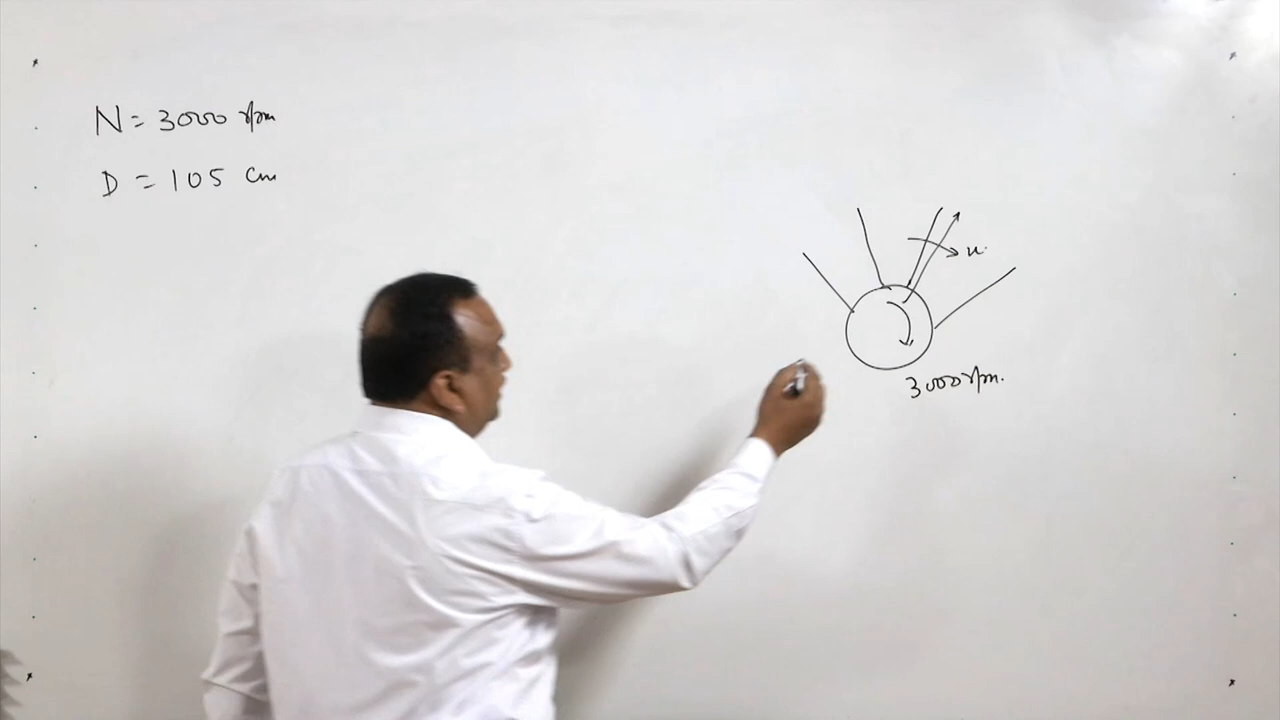 N = 3000 rpm
D = 105 cm
u.
3000 rpm.